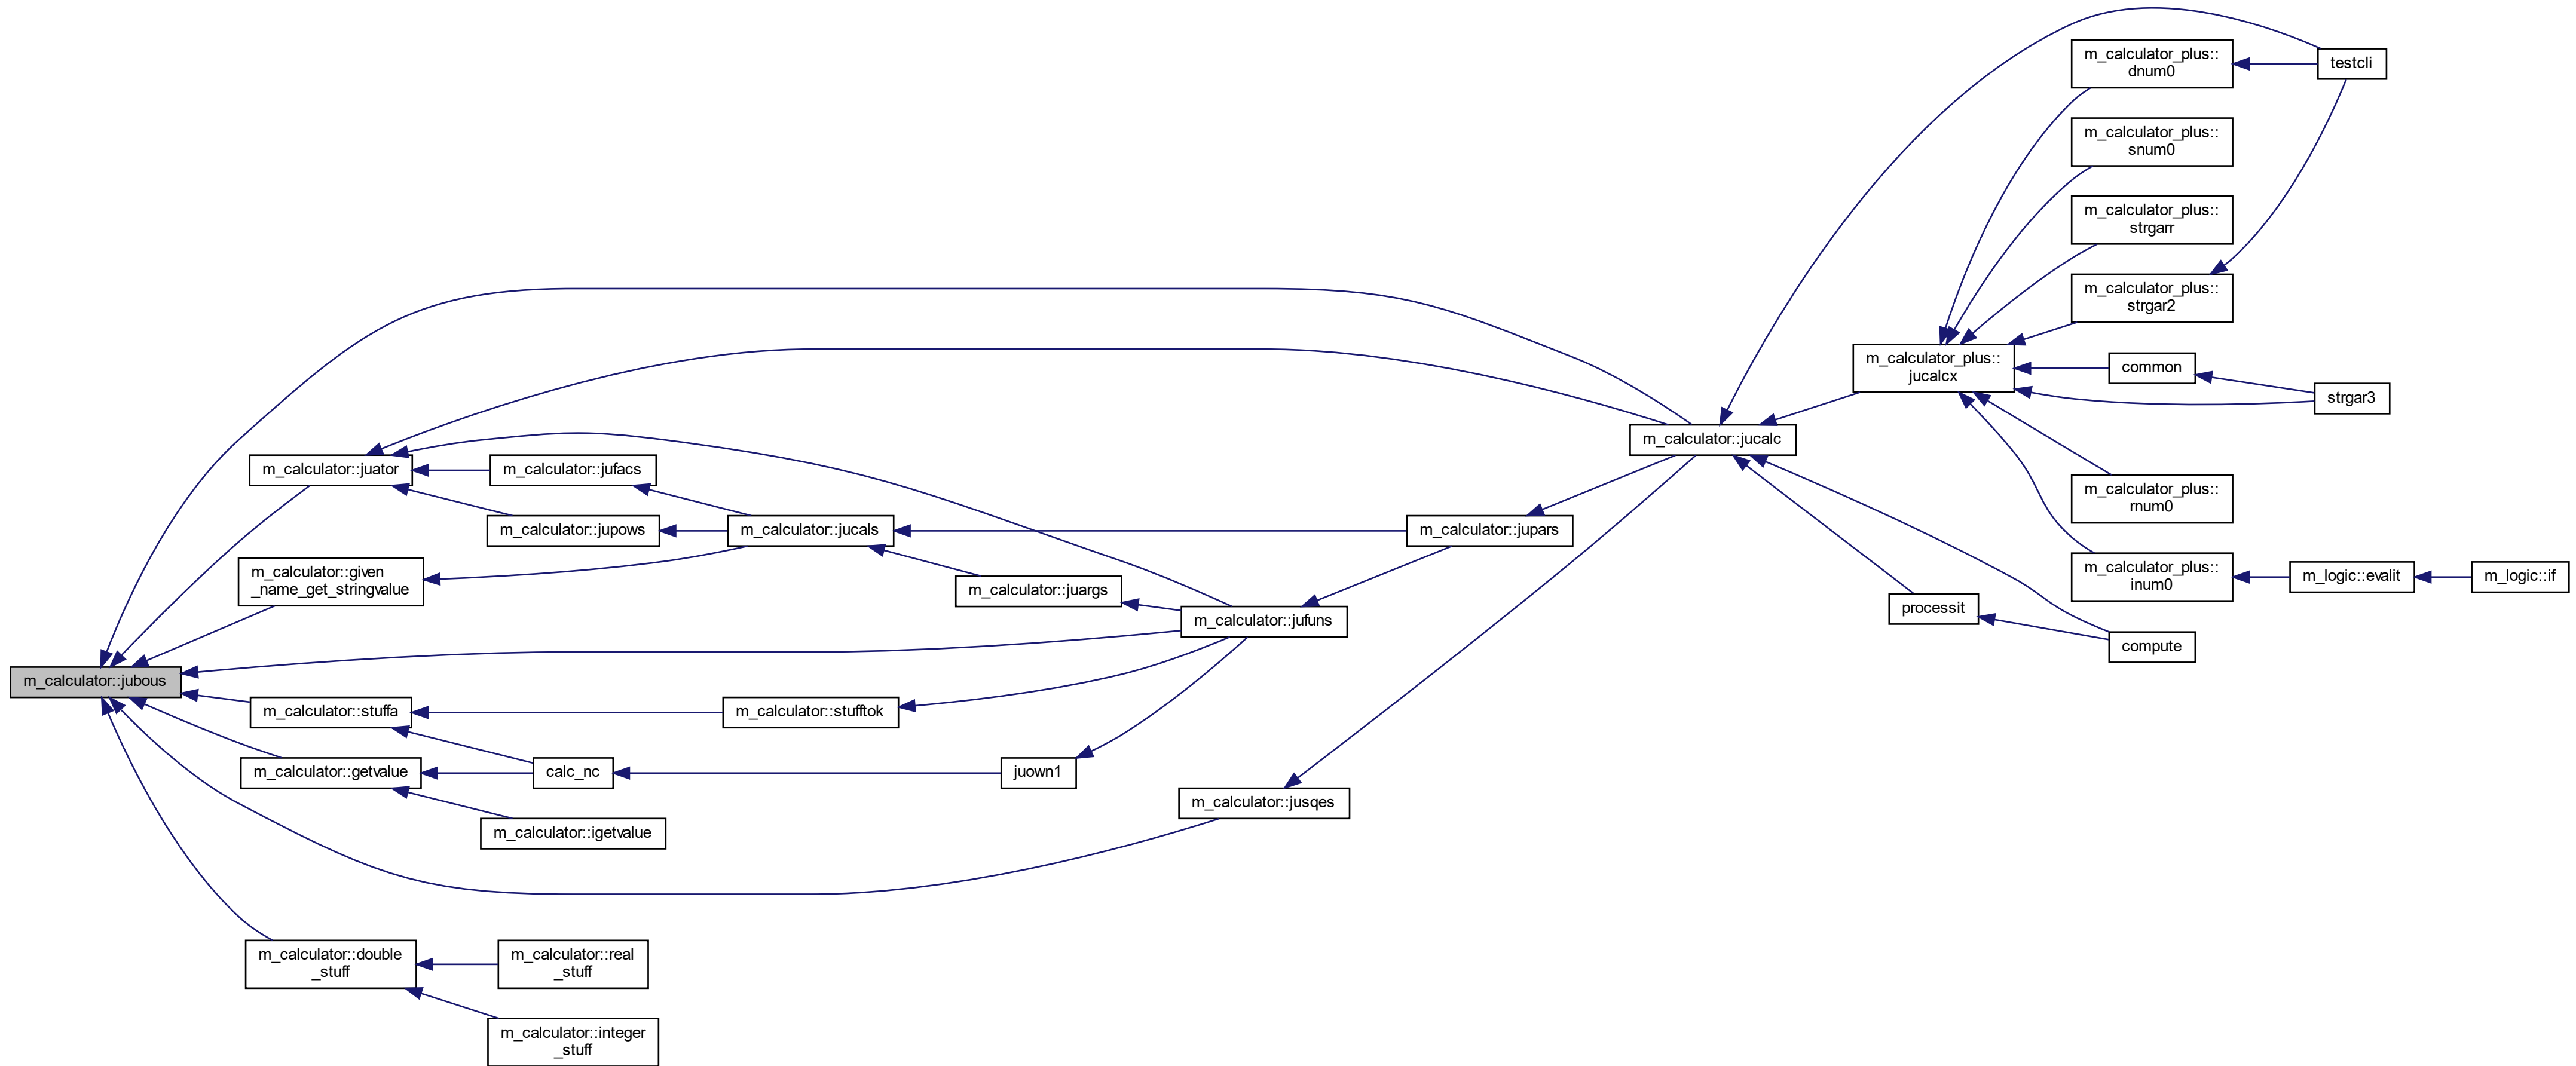 m_calculator::jubous
m_calculator::juator
m_calculator::given
_name_get_stringvalue
m_calculator::stuffa
m_calculator::getvalue
m_calculator::double
_stuff
m_calculator::jufacs
m_calculator::jupows
calc_nc
m_calculator::igetvalue
m_calculator::real
_stuff
m_calculator::integer
_stuff
m_calculator::jucals
m_calculator::stufftok
m_calculator::juargs
juown1
m_calculator::jufuns
m_calculator::jusqes
m_calculator::jupars
m_calculator::jucalc
m_calculator_plus::
jucalcx
processit
m_calculator_plus::
dnum0
m_calculator_plus::
snum0
m_calculator_plus::
strgarr
m_calculator_plus::
strgar2
common
m_calculator_plus::
rnum0
m_calculator_plus::
inum0
compute
testcli
strgar3
m_logic::evalit
m_logic::if